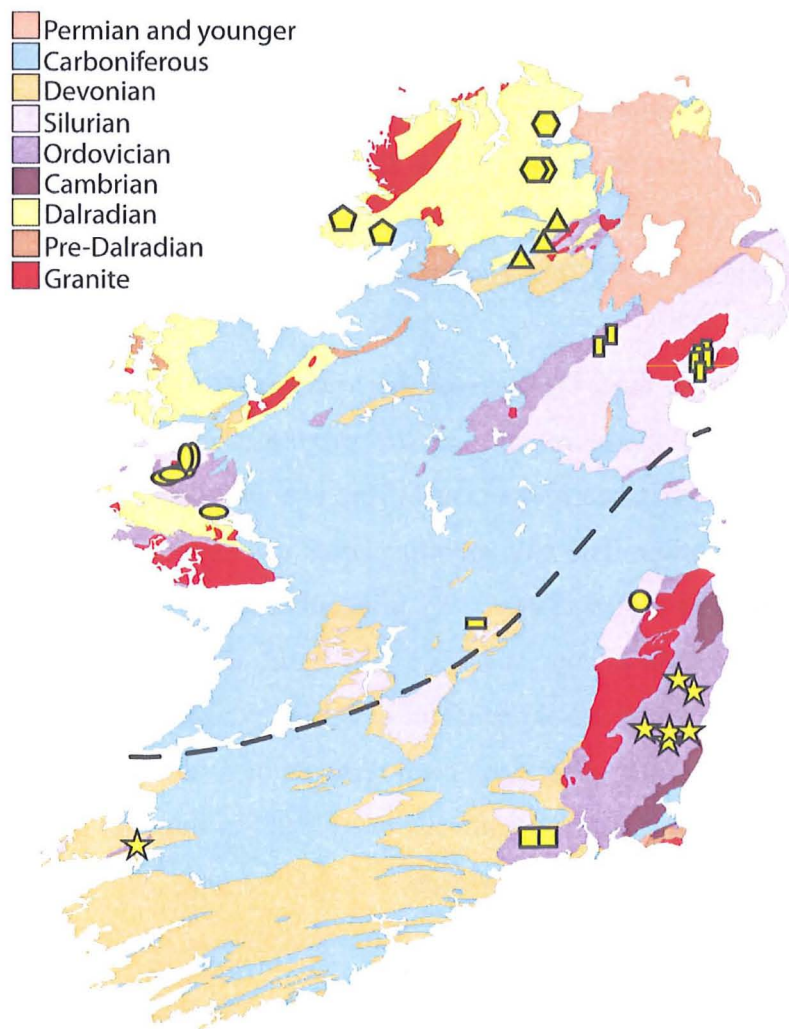 Permian and younger
Carboniferous
Devonian
Silurian
Ordovician
Cambrian
Dalradian
Pre-Dalradian
Granite